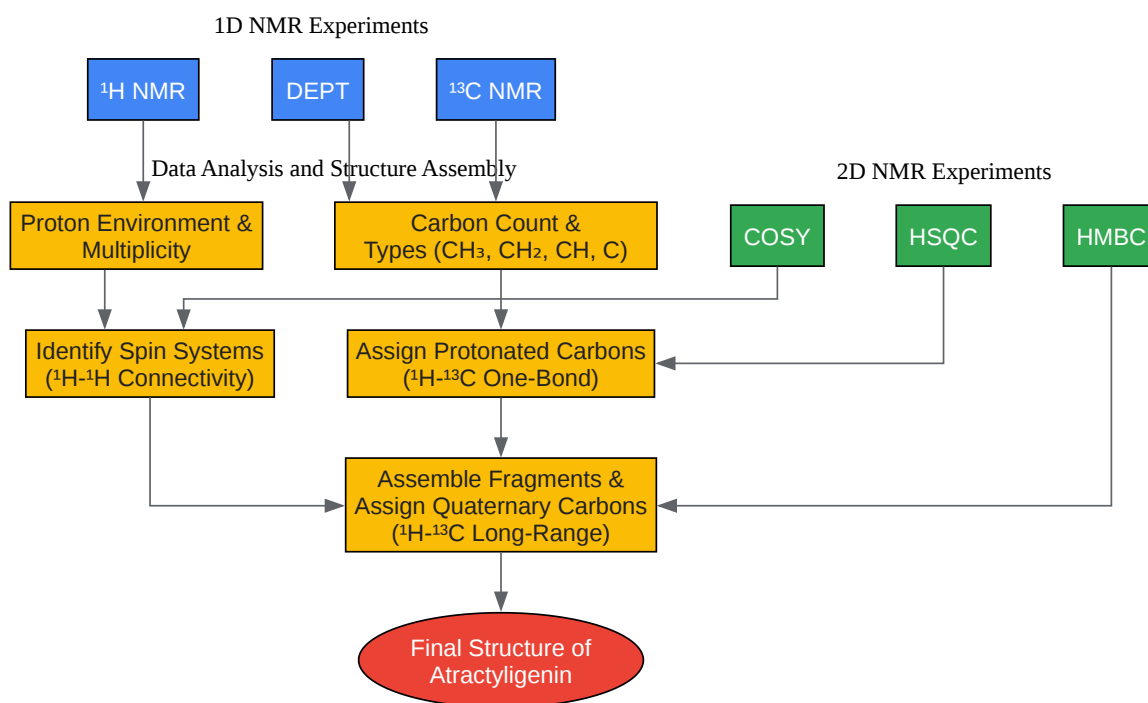 1D NMR Experiments
¹H NMR
DEPT
¹³C NMR
Data Analysis and Structure Assembly
2D NMR Experiments
Proton Environment &
Multiplicity
Carbon Count &
Types (CH₃, CH₂, CH, C)
COSY
HSQC
HMBC
Identify Spin Systems
(¹H-¹H Connectivity)
Assign Protonated Carbons
(¹H-¹³C One-Bond)
Assemble Fragments &
Assign Quaternary Carbons
(¹H-¹³C Long-Range)
Final Structure of
Atractyligenin